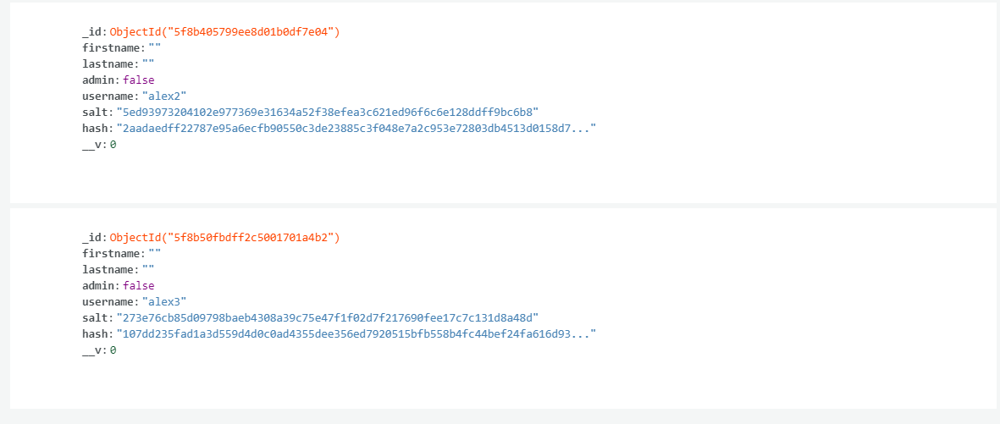 _id: ObjectId("5f8b405799ee8d01b0df7e04")
firstname: ""
lastname: ""
admin: false
username: "alex2"
salt: "5ed93973204102e977369e31634a52f38efea3c621ed96f6c6e128ddff9bc6b8"
hash: "2aadaedff22787e95a6ecfb90550c3de23885c3f048e7a2c953e72803db4513d0158d7..."
__v: 0
_id: ObjectId("5f8b50fbdff2c5001701a4b2")
firstname: ""
lastname: ""
admin: false
username: "alex3"
salt: "273e76cb85d09798baeb4308a39c75e47f1f02d7f217690fee17c7c131d8a48d"
hash: "107dd235fad1a3d559d4d0c0ad4355dee356ed7920515bfb558b4fc44bef24fa616d93..."
__v: 0